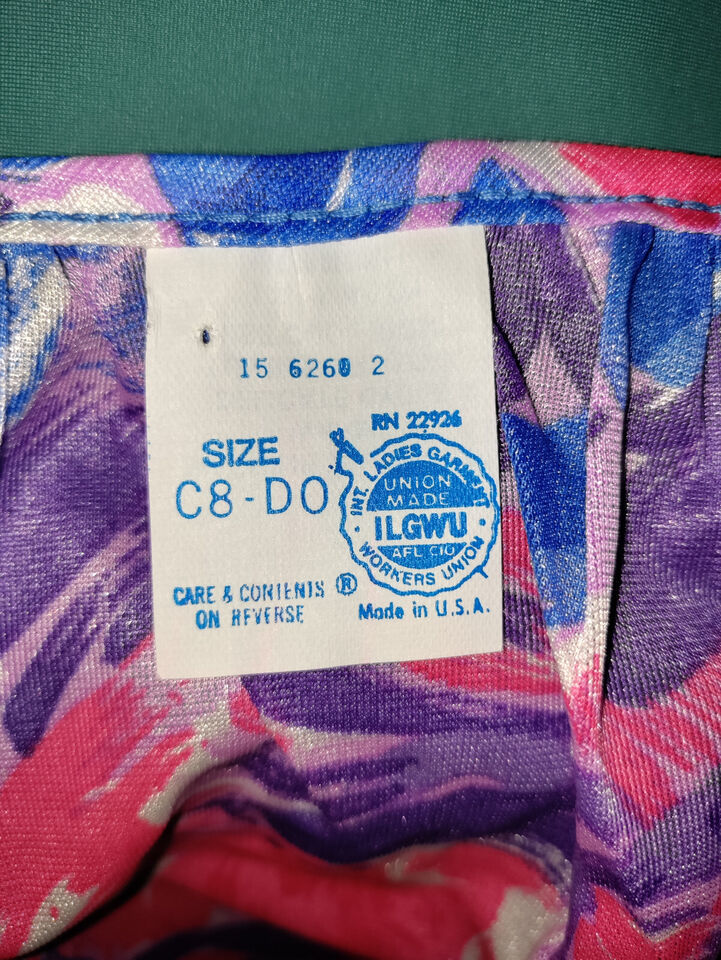 15 6260 2
RN 22926
SIZE
C8-DO
INT. LADIES GARMENT
UNION
MADE
ILGWU
AFL CIO
WORKERS UNION
®
CARE & CONTENTS
ON REVERSE
Made in U.S.A.